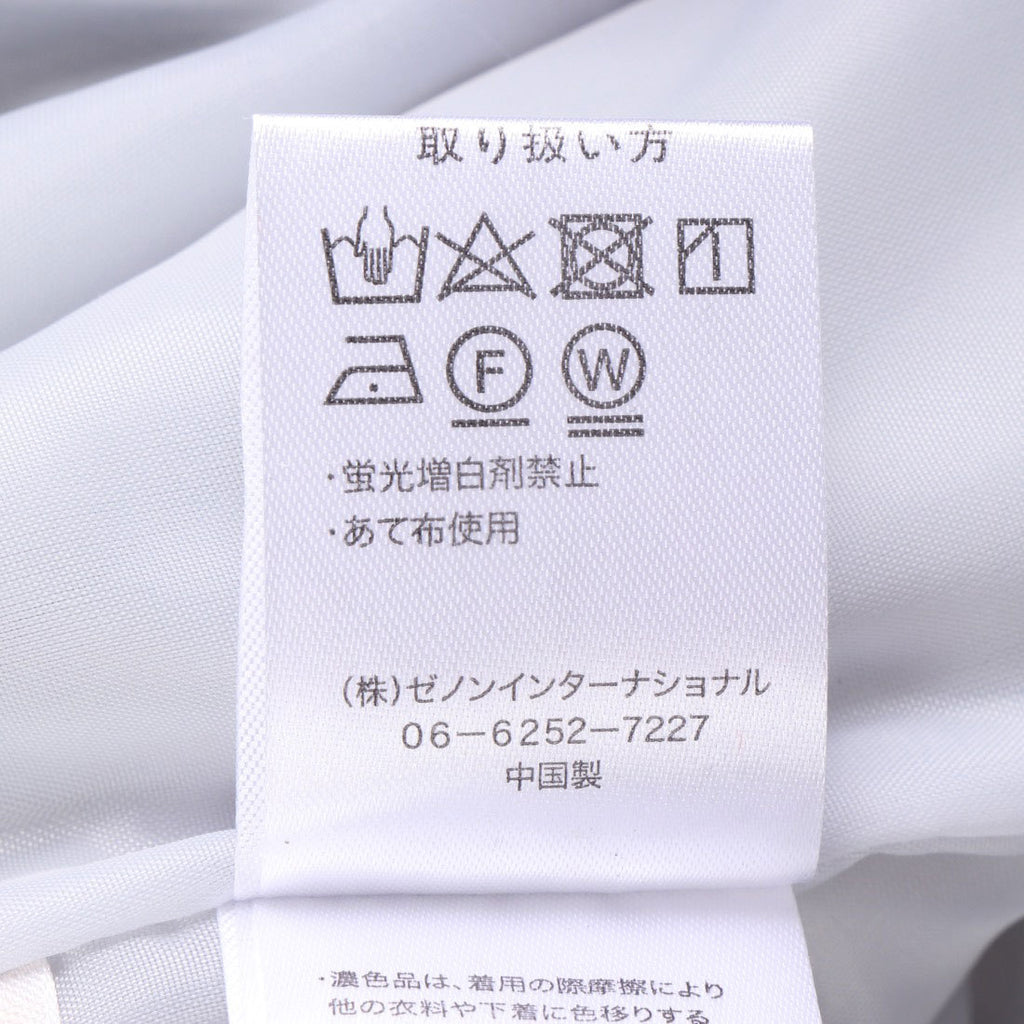 取り扱い方
F W
・蛍光増白剤禁止
・あて布使用
(株)ゼノンインターナショナル
06-6252-7227
中国製
・濃色品は、着用の際摩擦により
他の衣料や下着に色移りする